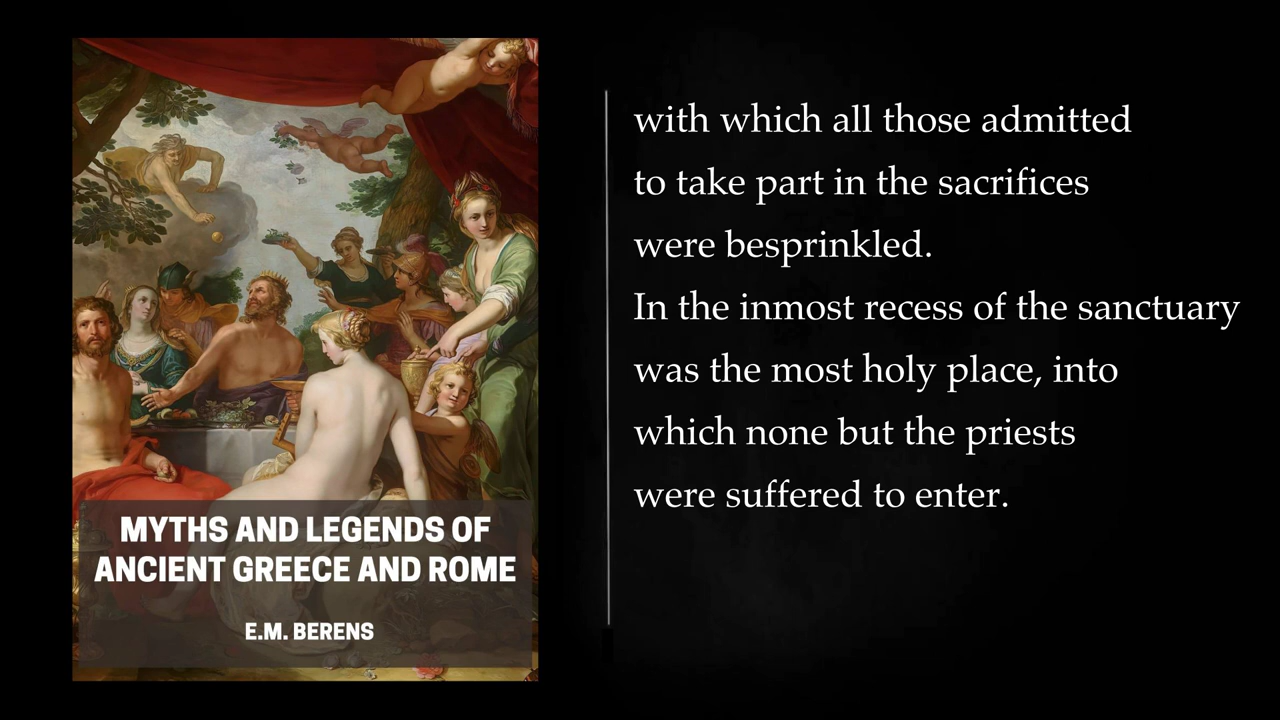 MYTHS AND LEGENDS OF
ANCIENT GREECE AND ROME
E.M. BERENS
with which all those admitted
to take part in the sacrifices
were besprinkled.
In the inmost recess of the sanctuary
was the most holy place, into
which none but the priests
were suffered to enter.